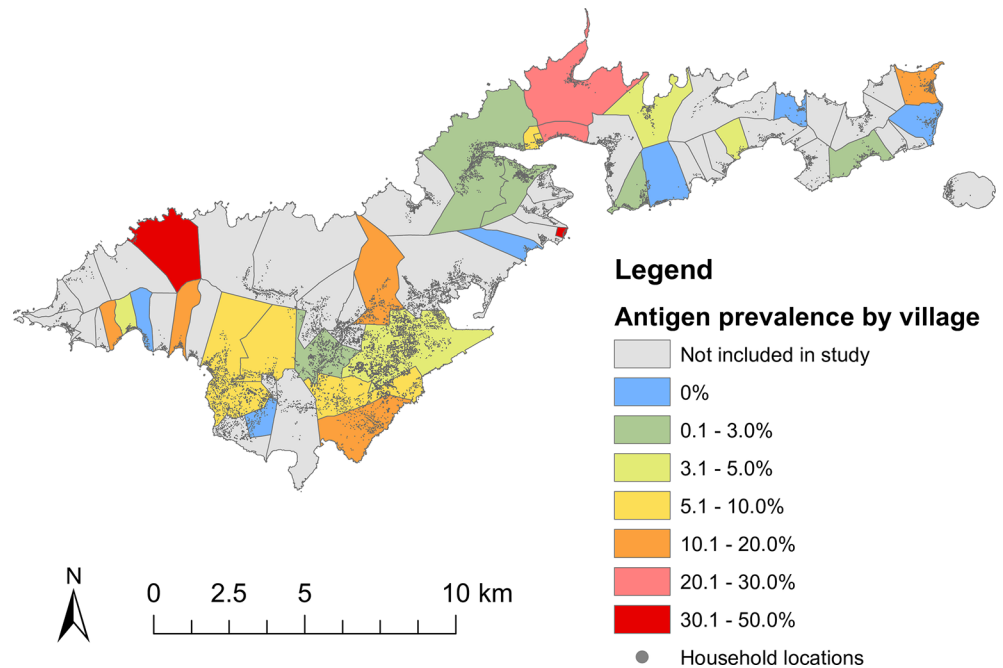 Legend
Antigen prevalence by village
Not included in study
0%
0.1 - 3.0%
3.1 - 5.0%
5.1 - 10.0%
10.1 - 20.0%
20.1 - 30.0%
30.1 - 50.0%
Household locations
N
0 2.5 5 10 km